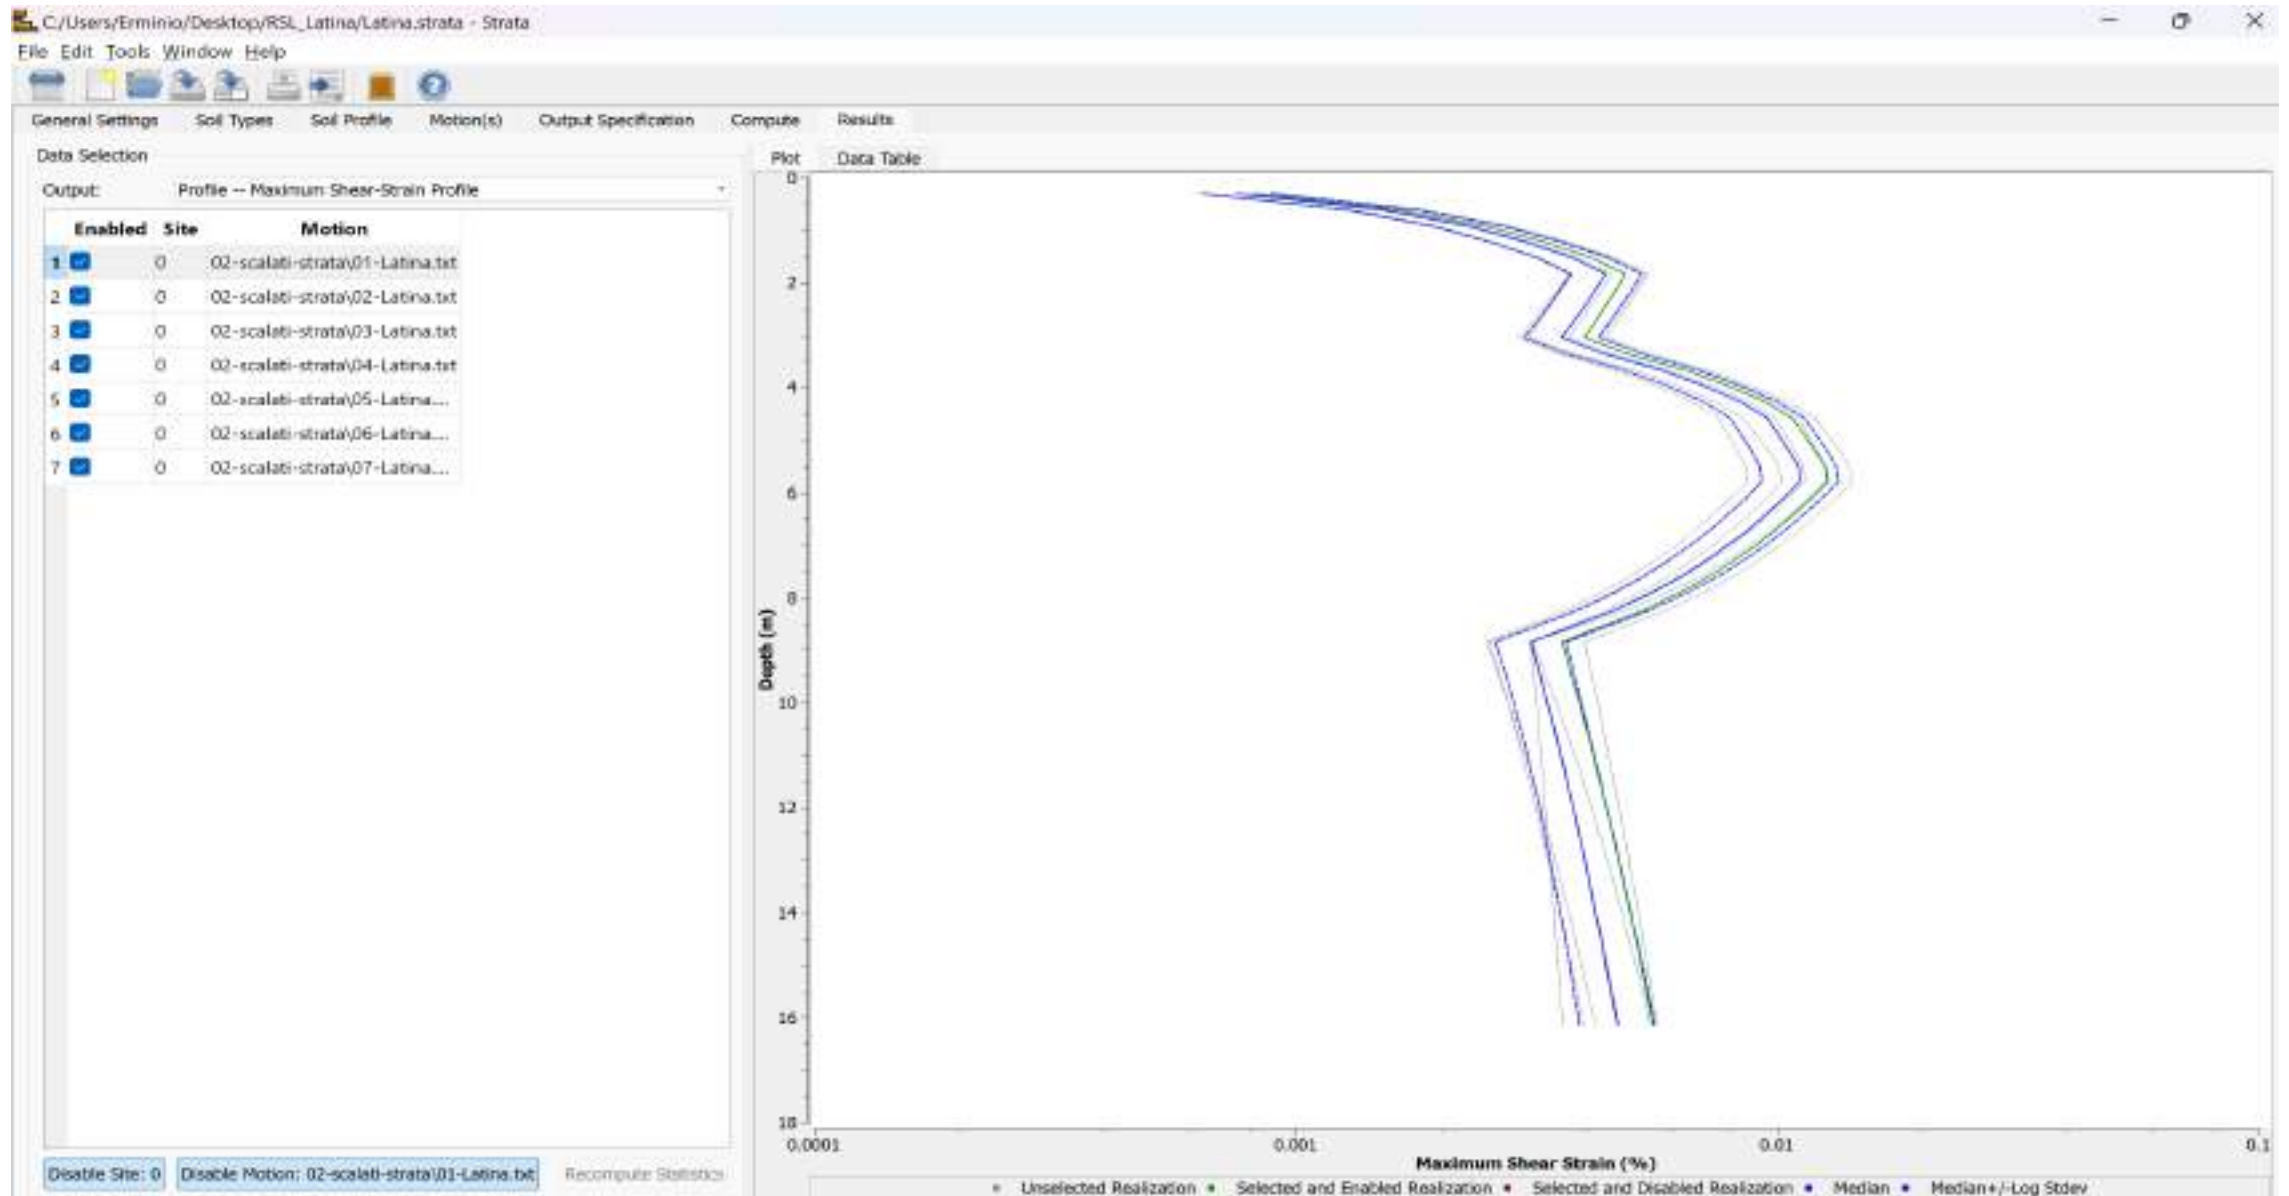 C:/Users/Erminio/Desktop/RSL_Latina/Latina.strata - Strata
File Edit Tools Window Help
General Settings Soil Types Soil Profile Motion(s) Output Specification Compute Results
Data Selection
Output: Profile -- Maximum Shear-Strain Profile
Enabled Site Motion
1 0 02-scalati-strata\01-Latina.txt
2 0 02-scalati-strata\02-Latina.txt
3 0 02-scalati-strata\03-Latina.txt
4 0 02-scalati-strata\04-Latina.txt
5 0 02-scalati-strata\05-Latina....
6 0 02-scalati-strata\06-Latina....
7 0 02-scalati-strata\07-Latina....
Disable Site: 0 Disable Motion: 02-scalati-strata\01-Latina.txt Recompute Statistics
Plot Data Table
0
2
4
6
8
10
12
14
16
18
Depth (m)
0.0001 0.001 0.01 0.1
Maximum Shear Strain (%)
Unselected Realization Selected and Enabled Realization Selected and Disabled Realization Median Median+/-Log Stdev